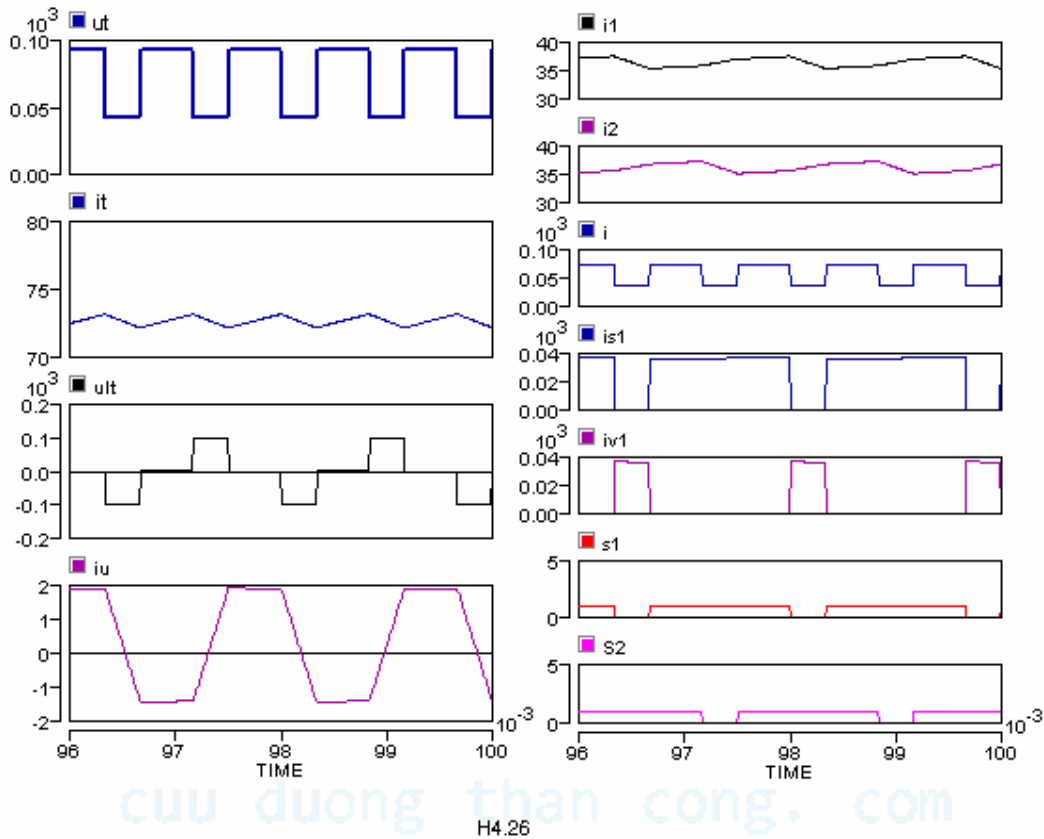 10³ ut
0.10
0.05
0.00
it
80
75
70
10³ ult
0.2
0.1
0.0
-0.1
-0.2
iu
2
1
0
-1
-2
10⁻³
96 97 98 99 100
TIME
i1
40
35
30
i2
40
35
30
10³ i
0.10
0.05
0.00
10³ is1
0.04
0.02
0.00
10³ iv1
0.04
0.02
0.00
s1
5
0
S2
5
0
10⁻³
96 97 98 99 100
TIME
cuu duong than cong. com
H4.26